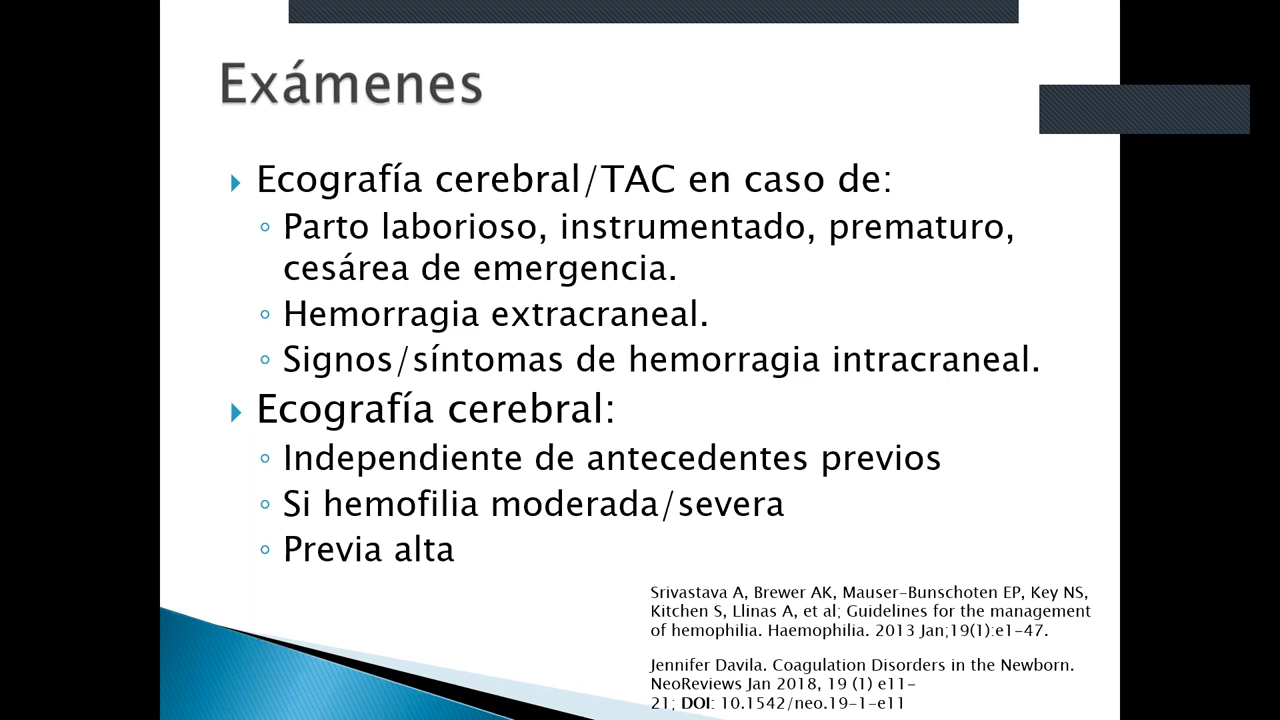 Exámenes
Ecografía cerebral/TAC en caso de:
Parto laborioso, instrumentado, prematuro,
cesárea de emergencia.
Hemorragia extracraneal.
Signos/síntomas de hemorragia intracraneal.
Ecografía cerebral:
Independiente de antecedentes previos
Si hemofilia moderada/severa
Previa alta
Srivastava A, Brewer AK, Mauser-Bunschoten EP, Key NS,
Kitchen S, Llinas A, et al; Guidelines for the management
of hemophilia. Haemophilia. 2013 Jan;19(1):e1-47.
Jennifer Davila. Coagulation Disorders in the Newborn.
NeoReviews Jan 2018, 19 (1) e11-
21; DOI: 10.1542/neo.19-1-e11